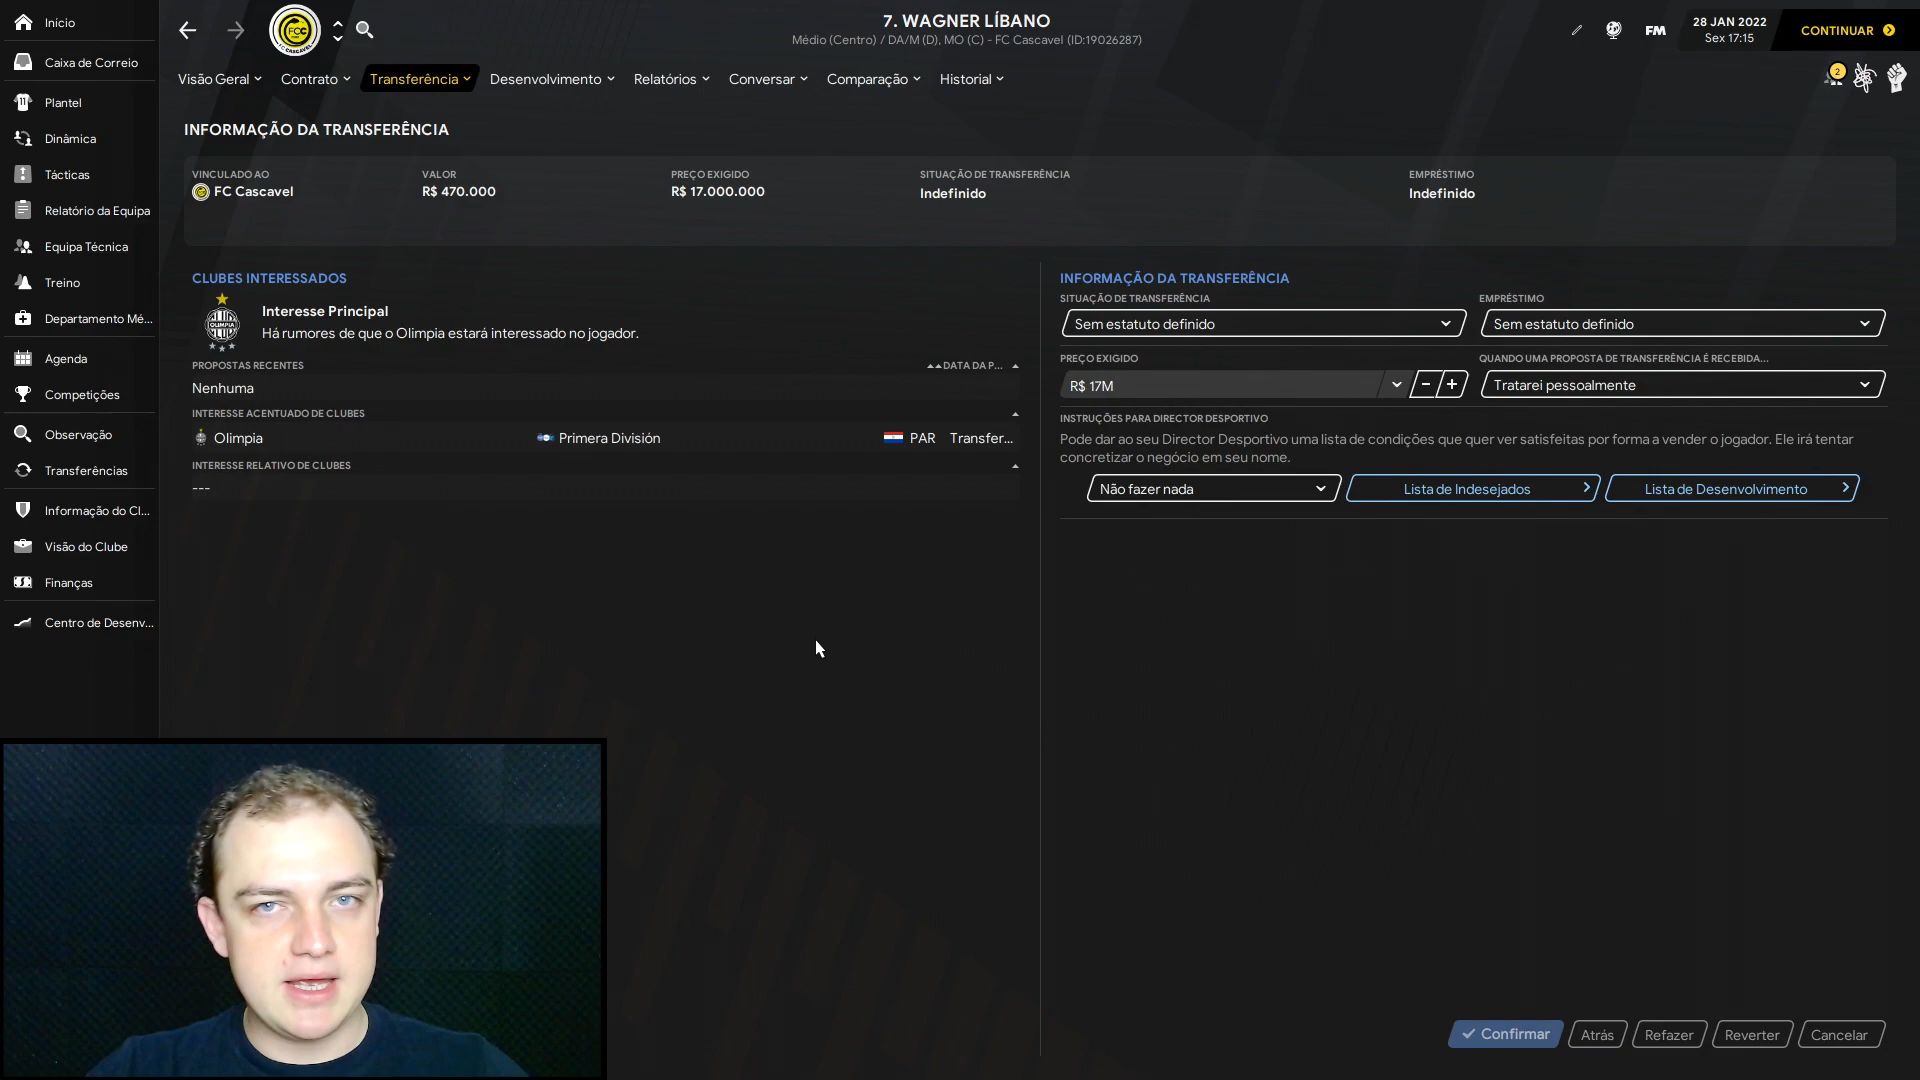 Início
Caixa de Correio
Plantel
Dinâmica
Tácticas
Relatório da Equipa
Equipa Técnica
Treino
Departamento Mé...
Agenda
Competições
Observação
Transferências
Informação do Cl...
Visão do Clube
Finanças
Centro de Desenv...
7. WAGNER LÍBANO
Médio (Centro) / DA/M (D), MO (C) - FC Cascavel (ID:19026287)
FM
28 JAN 2022
Sex 17:15
CONTINUAR
Visão Geral
Contrato
Transferência
Desenvolvimento
Relatórios
Conversar
Comparação
Historial
2
INFORMAÇÃO DA TRANSFERÊNCIA
VINCULADO AO
FC Cascavel
VALOR
R$ 470.000
PREÇO EXIGIDO
R$ 17.000.000
SITUAÇÃO DE TRANSFERÊNCIA
Indefinido
EMPRÉSTIMO
Indefinido
CLUBES INTERESSADOS
OLIMPIA
Interesse Principal
Há rumores de que o Olimpia estará interessado no jogador.
PROPOSTAS RECENTES
DATA DA P...
Nenhuma
INTERESSE ACENTUADO DE CLUBES
Olimpia
Primera División
PAR
Transfer...
INTERESSE RELATIVO DE CLUBES
---
INFORMAÇÃO DA TRANSFERÊNCIA
SITUAÇÃO DE TRANSFERÊNCIA
Sem estatuto definido
EMPRÉSTIMO
Sem estatuto definido
PREÇO EXIGIDO
R$ 17M
QUANDO UMA PROPOSTA DE TRANSFERÊNCIA É RECEBIDA...
Tratarei pessoalmente
INSTRUÇÕES PARA DIRECTOR DESPORTIVO
Pode dar ao seu Director Desportivo uma lista de condições que quer ver satisfeitas por forma a vender o jogador. Ele irá tentar
concretizar o negócio em seu nome.
Não fazer nada
Lista de Indesejados
Lista de Desenvolvimento
Confirmar
Atrás
Refazer
Reverter
Cancelar